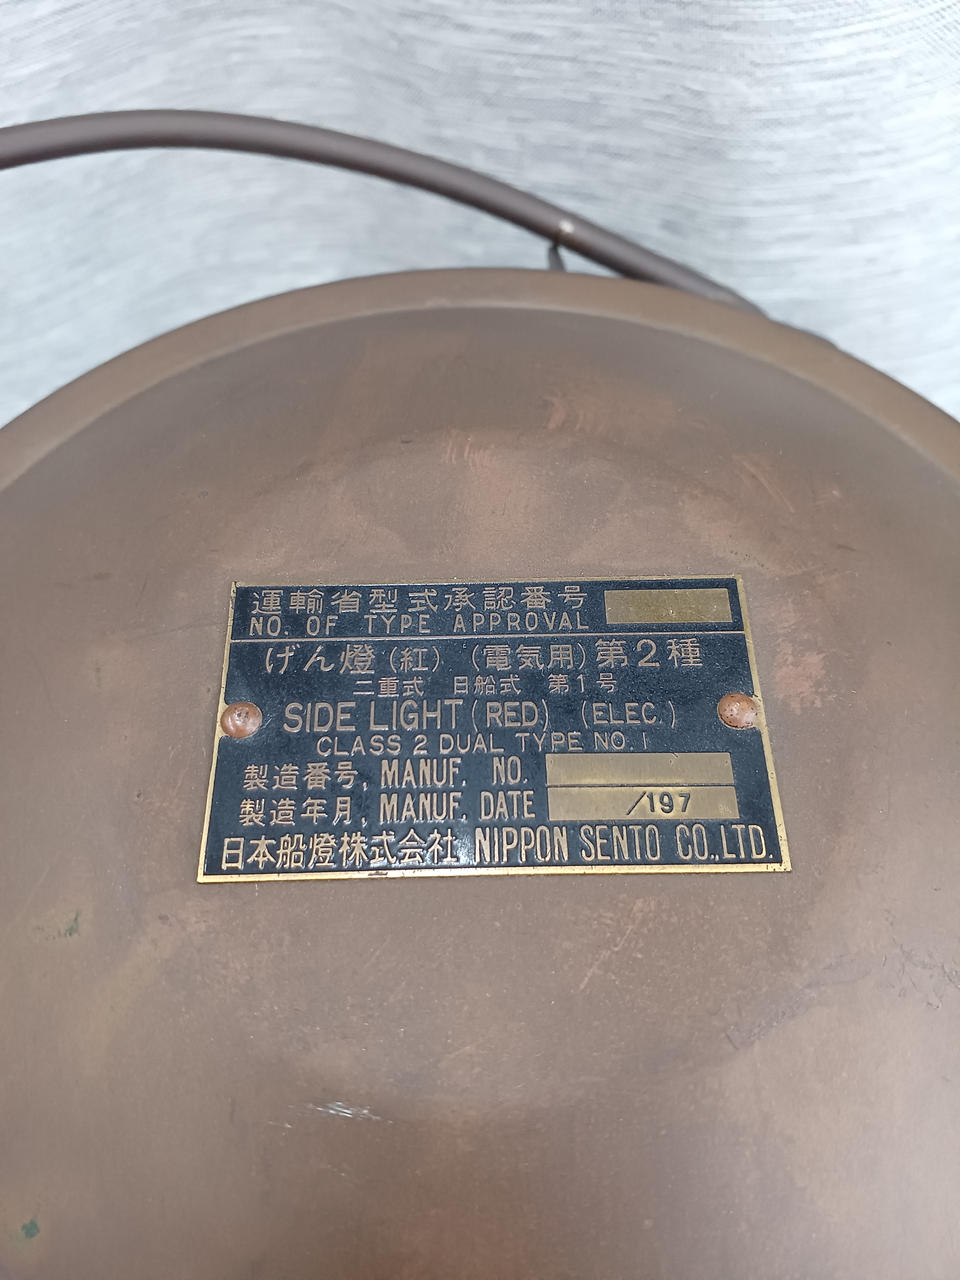 運輸省型式承認番号
NO. OF TYPE APPROVAL
げん燈(紅) (電気用)第2種
二重式 日船式 第1号
SIDE LIGHT (RED) (ELEC.)
CLASS 2 DUAL TYPE NO. 1
製造番号, MANUF. NO.
製造年月, MANUF. DATE /197
日本船燈株式会社 NIPPON SENTO CO.,LTD.